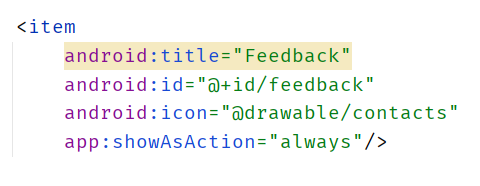 <item
android:title="Feedback"
android:id="@+id/feedback"
android:icon="@drawable/contacts"
app:showAsAction="always"/>